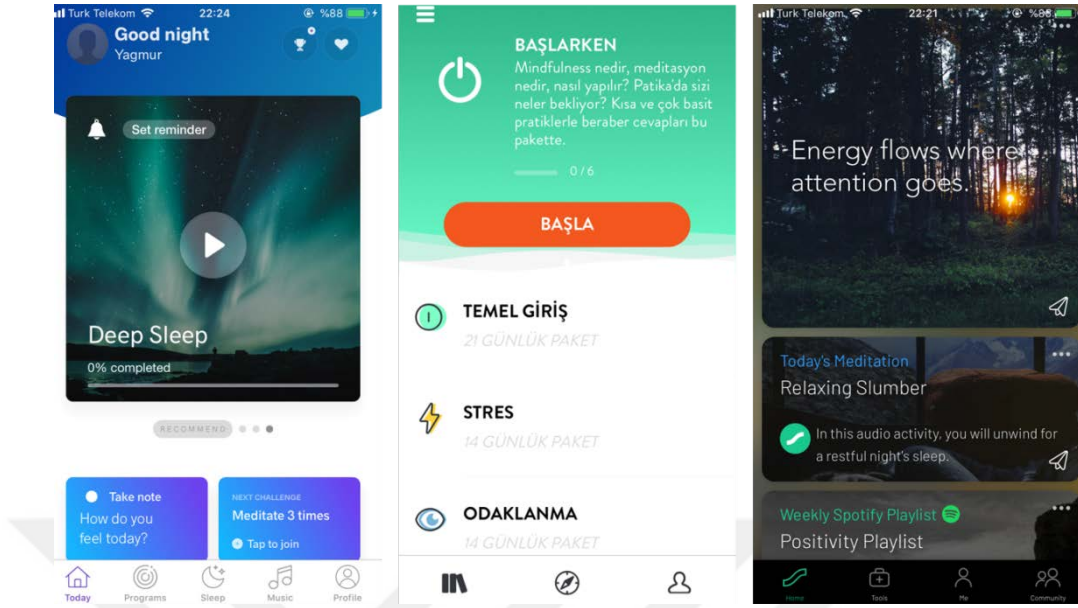 Turk Telekom 22:24 %88
Good night
Yagmur
Set reminder
Deep Sleep
0% completed
RECOMMEND
Take note
How do you
feel today?
NEXT CHALLENGE
Meditate 3 times
Tap to join
Today Programs Sleep Music Profile
BAŞLARKEN
Mindfulness nedir, meditasyon
nedir, nasıl yapılır? Patika'da sizi
neler bekliyor? Kısa ve çok basit
pratiklerle beraber cevapları bu
pakette.
0/6
BAŞLA
TEMEL GİRİŞ
21 GÜNLÜK PAKET
STRES
14 GÜNLÜK PAKET
ODAKLANMA
14 GÜNLÜK PAKET
Turk Telekom 22:21 %88
Energy flows where
attention goes.
Today's Meditation
Relaxing Slumber
In this audio activity, you will unwind for
a restful night's sleep.
Weekly Spotify Playlist
Positivity Playlist
Home Tools Me Community